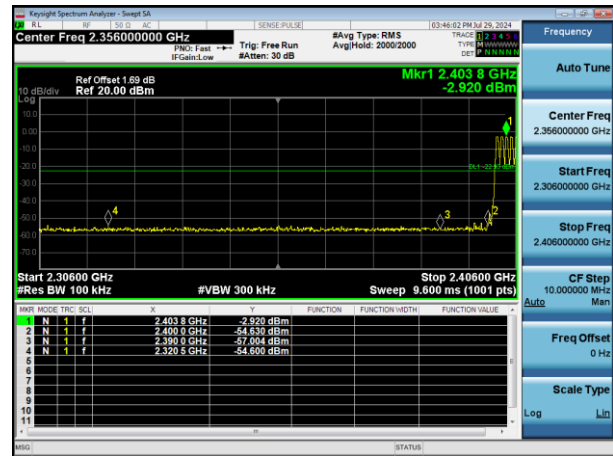 Keysight Spectrum Analyzer - Swept SA
RL RF 50 Ω AC SENSE:PULSE 03:46:02 PM Jul 29, 2024
Center Freq 2.356000000 GHz
PNO: Fast
IFGain:Low
Trig: Free Run
#Atten: 30 dB
#Avg Type: RMS
Avg|Hold: 2000/2000
TRACE 1 2 3 4 5 6
TYPE M W W W W W
DET P N N N N N
Ref Offset 1.69 dB
Ref 20.00 dBm
Mkr1 2.403 8 GHz
-2.920 dBm
10 dB/div
Log
10.0
0.00
-10.0
-20.0
-30.0
-40.0
-50.0
-60.0
-70.0
1
2
3
4
Start 2.30600 GHz Stop 2.40600 GHz
#Res BW 100 kHz #VBW 300 kHz Sweep 9.600 ms (1001 pts)
MKR MODE TRC SCL X Y FUNCTION FUNCTION WIDTH FUNCTION VALUE
1 N 1 f 2.403 8 GHz -2.920 dBm
2 N 1 f 2.400 0 GHz -54.630 dBm
3 N 1 f 2.390 0 GHz -57.004 dBm
4 N 1 f 2.320 5 GHz -54.600 dBm
5
6
7
8
9
10
11
MSG STATUS
Frequency
Auto Tune
Center Freq
2.356000000 GHz
Start Freq
2.306000000 GHz
Stop Freq
2.406000000 GHz
CF Step
10.000000 MHz
Auto Man
Freq Offset
0 Hz
Scale Type
Log Lin